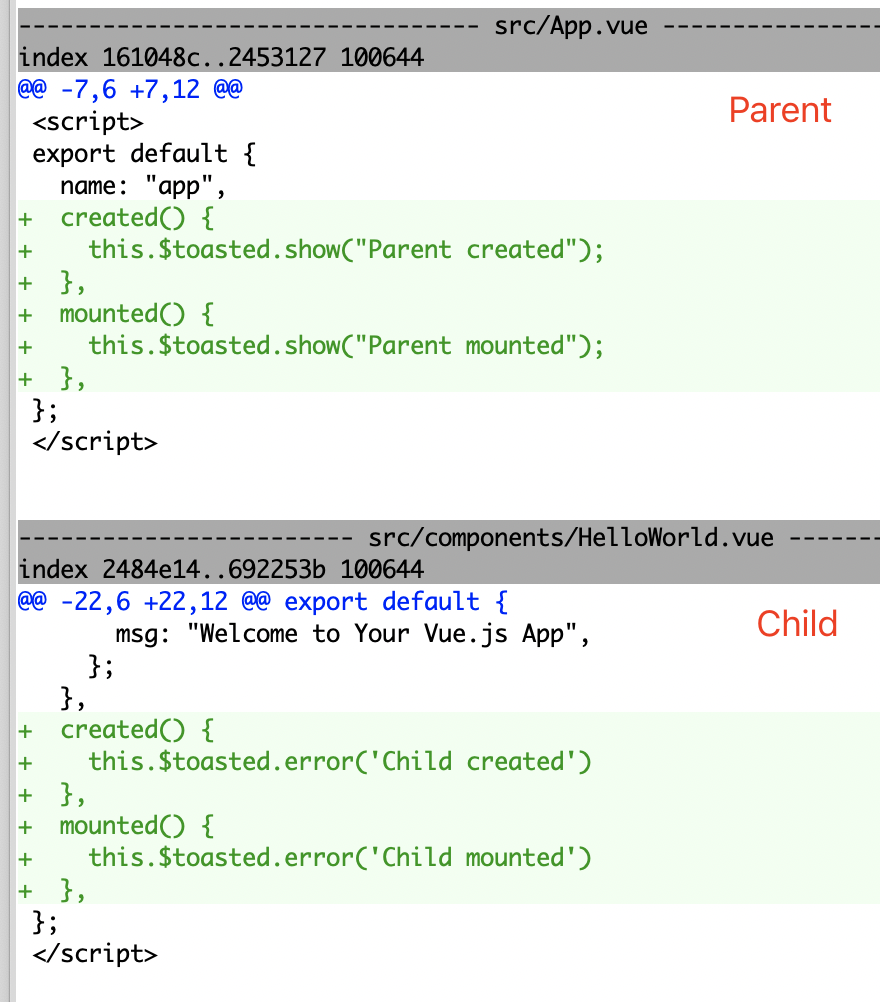 --------------------------------- src/App.vue ----------------
index 161048c..2453127 100644
@@ -7,6 +7,12 @@
Parent
 <script>
 export default {
   name: "app",
+  created() {
+    this.$toasted.show("Parent created");
+  },
+  mounted() {
+    this.$toasted.show("Parent mounted");
+  },
 };
 </script>
------------------------ src/components/HelloWorld.vue -------
index 2484e14..692253b 100644
@@ -22,6 +22,12 @@ export default {
Child
       msg: "Welcome to Your Vue.js App",
     };
   },
+  created() {
+    this.$toasted.error('Child created')
+  },
+  mounted() {
+    this.$toasted.error('Child mounted')
+  },
 };
 </script>